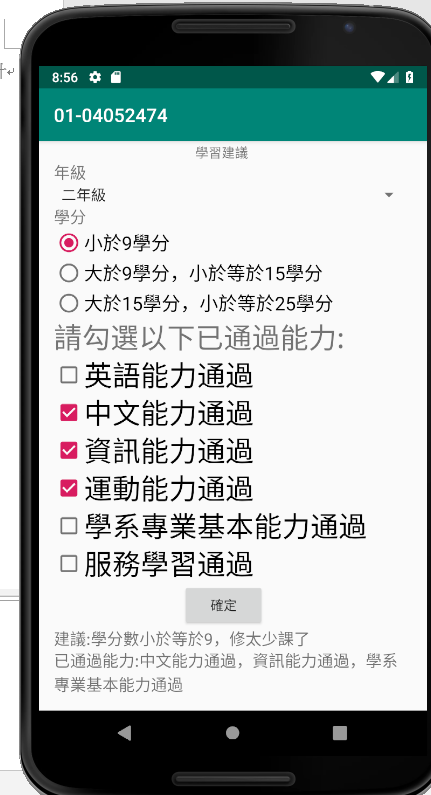 8:56
01-04052474
學習建議
年級
二年級
學分
小於9學分
大於9學分，小於等於15學分
大於15學分，小於等於25學分
請勾選以下已通過能力:
英語能力通過
中文能力通過
資訊能力通過
運動能力通過
學系專業基本能力通過
服務學習通過
確定
建議:學分數小於等於9，修太少課了
已通過能力:中文能力通過，資訊能力通過，學系
專業基本能力通過